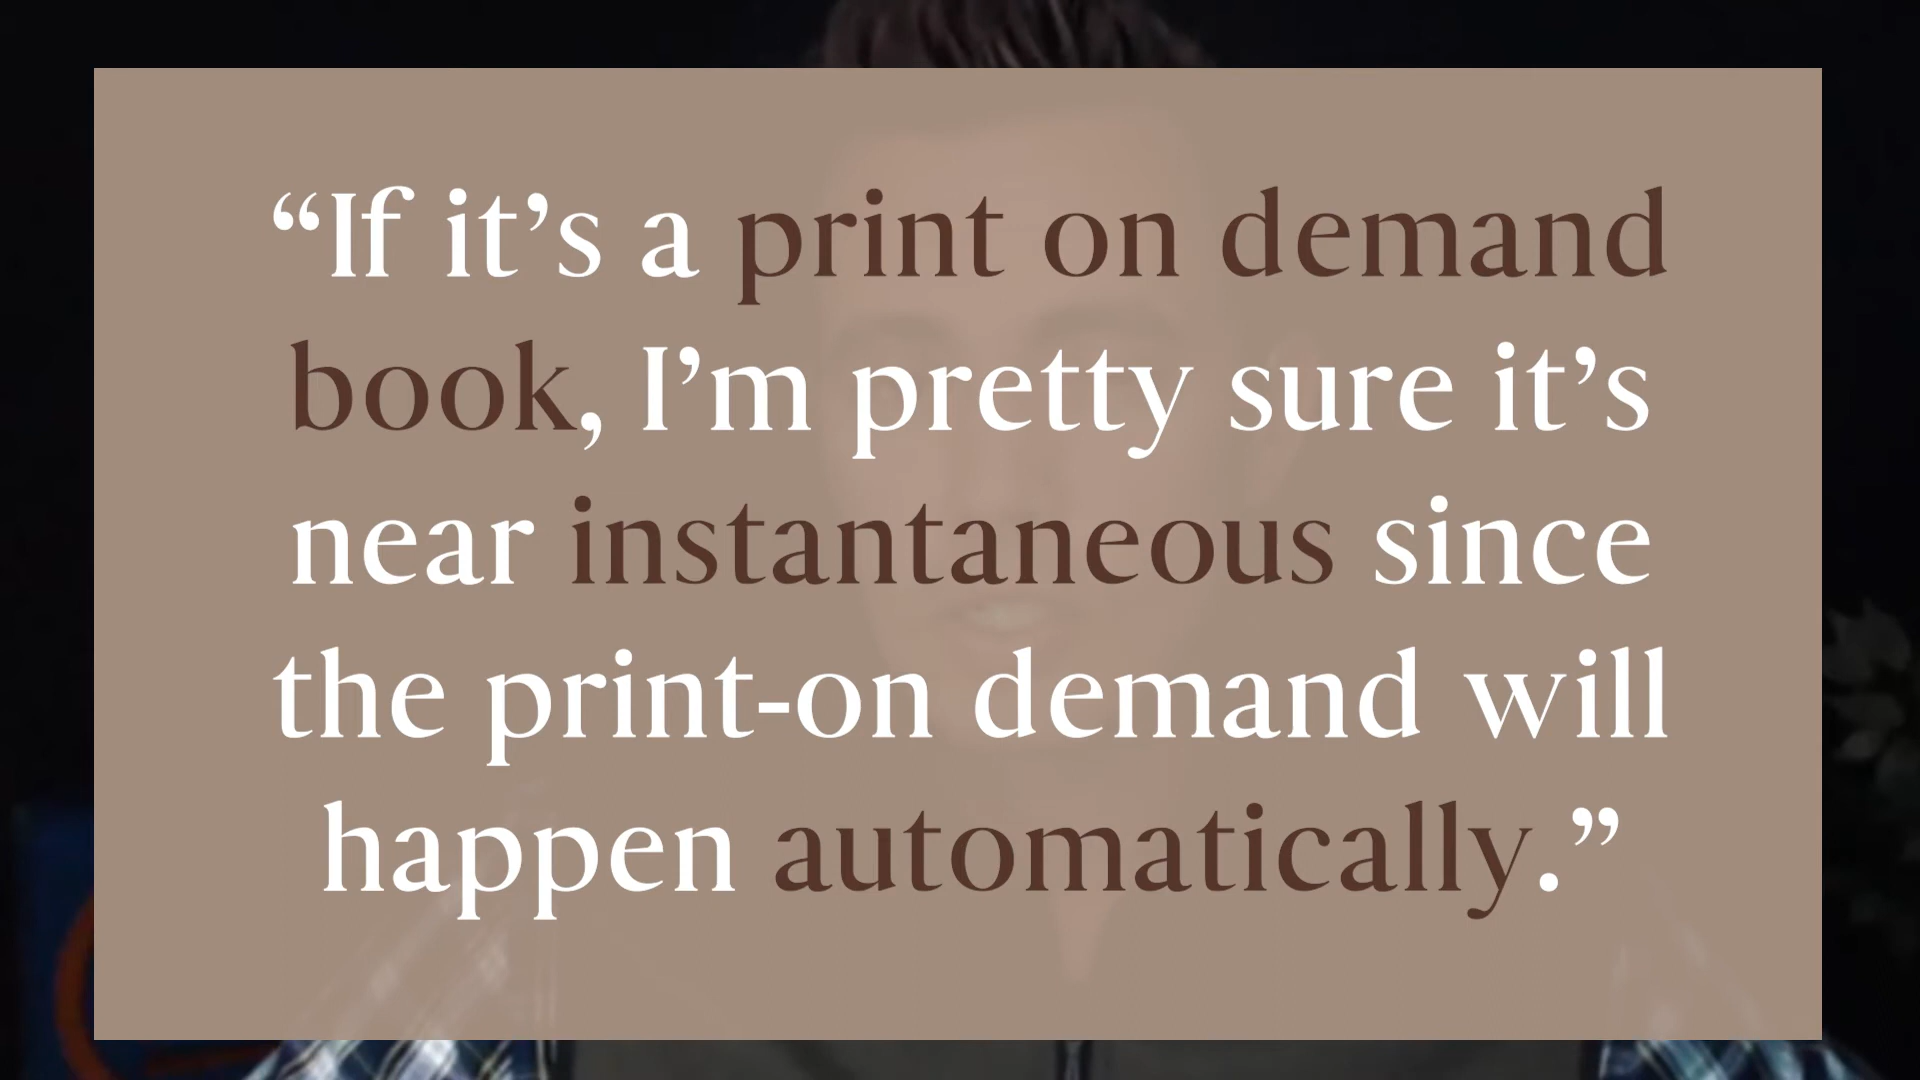 “If it’s a print on demand
book, I’m pretty sure it’s
near instantaneous since
the print-on demand will
happen automatically.”